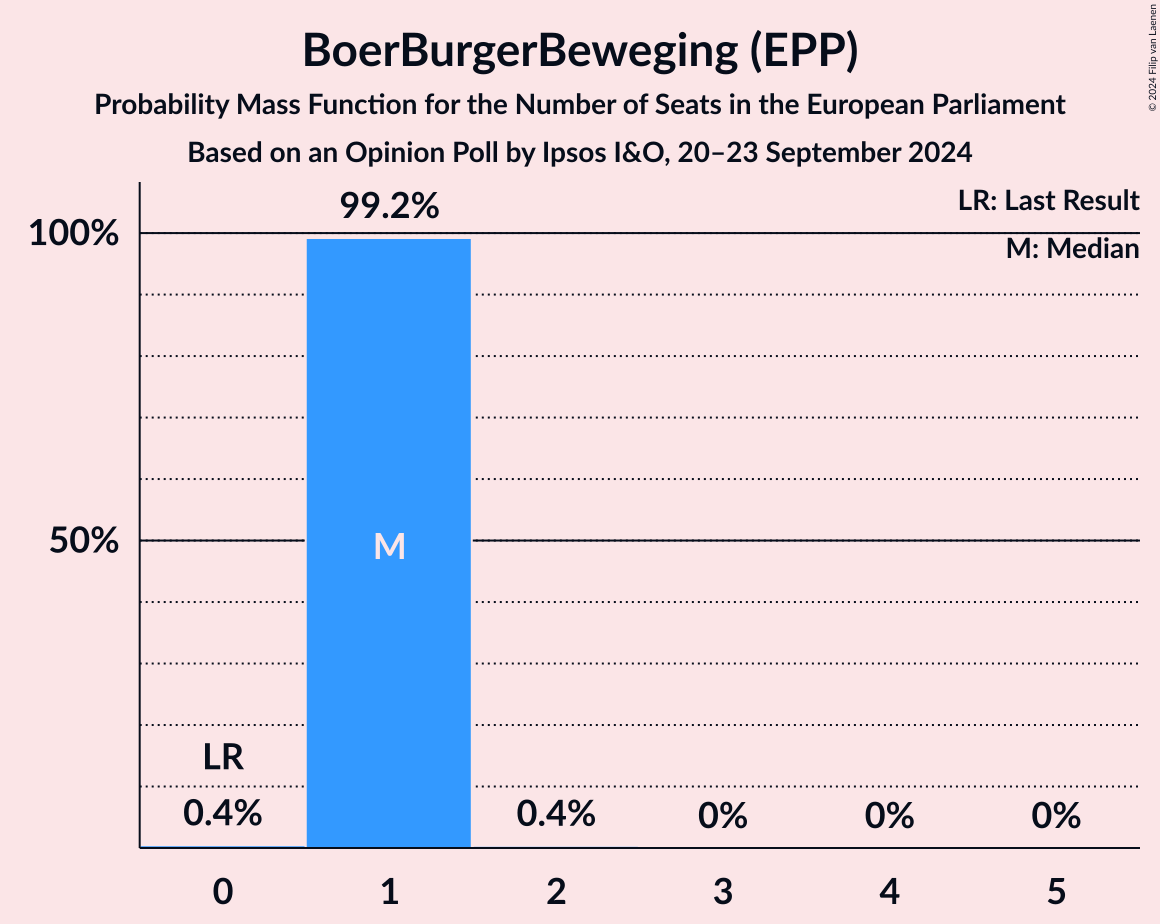 BoerBurgerBeweging (EPP)
Probability Mass Function for the Number of Seats in the European Parliament
Based on an Opinion Poll by Ipsos I&O, 20–23 September 2024
© 2024 Filip van Laenen
LR: Last Result
M: Median
99.2%
100%
50%
M
LR
0.4%
0.4%
0%
0%
0%
0 1 2 3 4 5